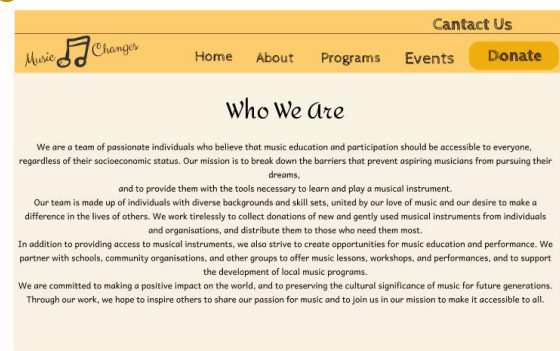 Cantact Us
Music Changes
Home About Programs Events Donate
Who We Are
We are a team of passionate individuals who believe that music education and participation should be accessible to everyone,
regardless of their socioeconomic status. Our mission is to break down the barriers that prevent aspiring musicians from pursuing their
dreams,
and to provide them with the tools necessary to learn and play a musical instrument.
Our team is made up of individuals with diverse backgrounds and skill sets, united by our love of music and our desire to make a
difference in the lives of others. We work tirelessly to collect donations of new and gently used musical instruments from individuals
and organisations, and distribute them to those who need them most.
In addition to providing access to musical instruments, we also strive to create opportunities for music education and performance. We
partner with schools, community organisations, and other groups to offer music lessons, workshops, and performances, and to support
the development of local music programs.
We are committed to making a positive impact on the world, and to preserving the cultural significance of music for future generations.
Through our work, we hope to inspire others to share our passion for music and to join us in our mission to make it accessible to all.